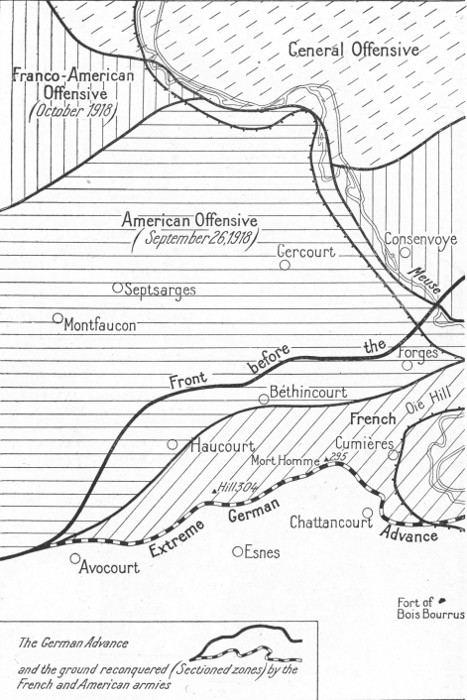 General Offensive
Franco-American
Offensive
(October 1918)
American Offensive
(September 26, 1918)
Consenvoye
Gercourt
Meuse
Septsarges
Montfaucon
Front before the
Forges
Béthincourt
French
Oie Hill
Haucourt
Cumières
Mort Homme 295
Hill 304
Extreme German Advance
Chattancourt
Esnes
Avocourt
Fort of
Bois Bourrus
The German Advance
and the ground reconquered (Sectioned zones) by the
French and American armies